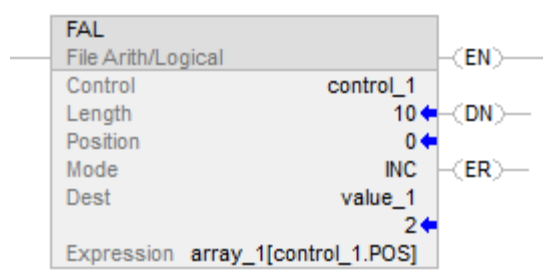 FAL
File Arith/Logical
EN
Control control_1
Length 10
DN
Position 0
Mode INC
ER
Dest value_1
2
Expression array_1[control_1.POS]